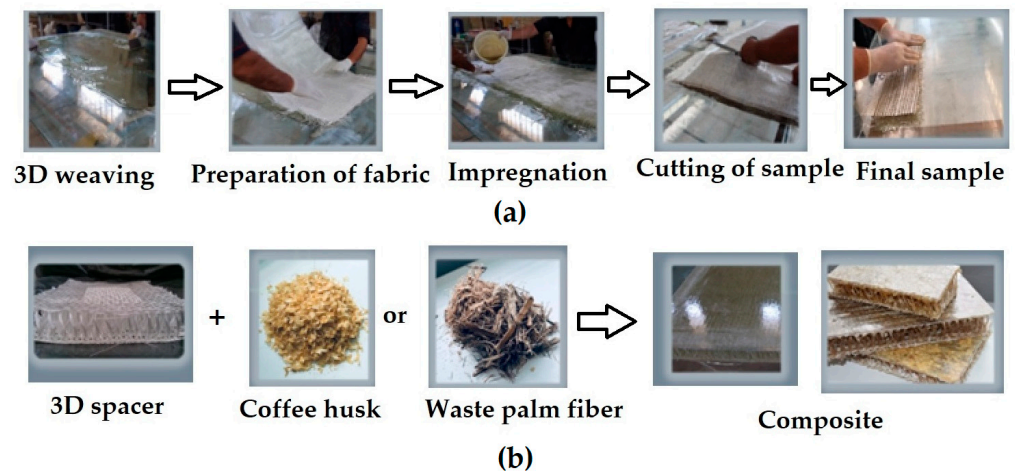 3D weaving
Preparation of fabric
Impregnation
Cutting of sample
Final sample
(a)
+
or
3D spacer
Coffee husk
Waste palm fiber
Composite
(b)